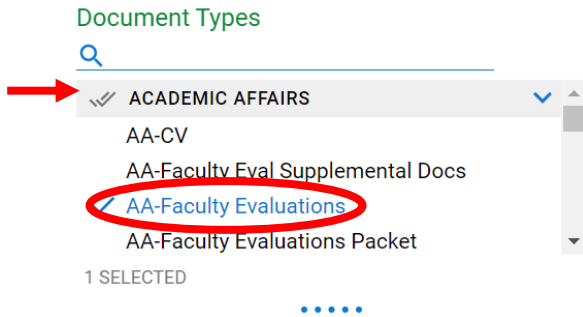 Document Types
ACADEMIC AFFAIRS
AA-CV
AA-Faculty Eval Supplemental Docs
AA-Faculty Evaluations
AA-Faculty Evaluations Packet
1 SELECTED